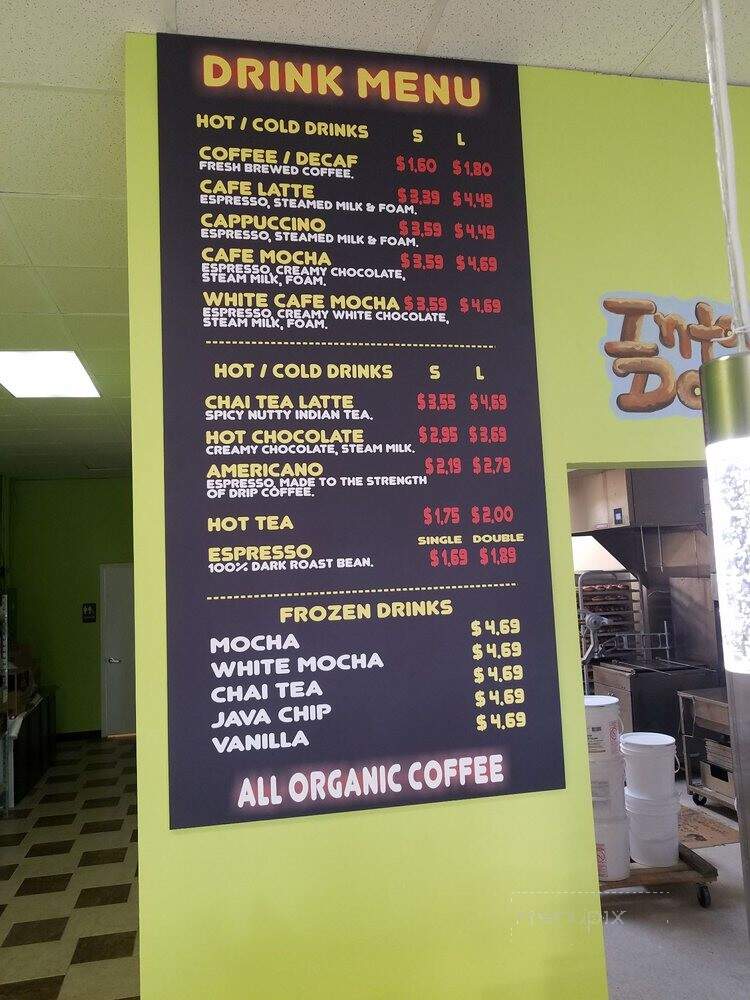 DRINK MENU
HOT / COLD DRINKS S L
COFFEE / DECAF $1.60 $1.80
FRESH BREWED COFFEE.
CAFE LATTE $3.39 $4.49
ESPRESSO, STEAMED MILK & FOAM.
CAPPUCCINO $3.59 $4.49
ESPRESSO, STEAMED MILK & FOAM.
CAFE MOCHA $3.59 $4.69
ESPRESSO, CREAMY CHOCOLATE,
STEAM MILK, FOAM.
WHITE CAFE MOCHA $3.59 $4.69
ESPRESSO, CREAMY WHITE CHOCOLATE,
STEAM MILK, FOAM.
HOT / COLD DRINKS S L
CHAI TEA LATTE $3.55 $4.69
SPICY NUTTY INDIAN TEA.
HOT CHOCOLATE $2.95 $3.69
CREAMY CHOCOLATE, STEAM MILK.
AMERICANO $2.19 $2.79
ESPRESSO, MADE TO THE STRENGTH
OF DRIP COFFEE.
HOT TEA $1.75 $2.00
SINGLE DOUBLE
ESPRESSO $1.69 $1.89
100% DARK ROAST BEAN.
FROZEN DRINKS
MOCHA $4.69
WHITE MOCHA $4.69
CHAI TEA $4.69
JAVA CHIP $4.69
VANILLA $4.69
ALL ORGANIC COFFEE
menupix